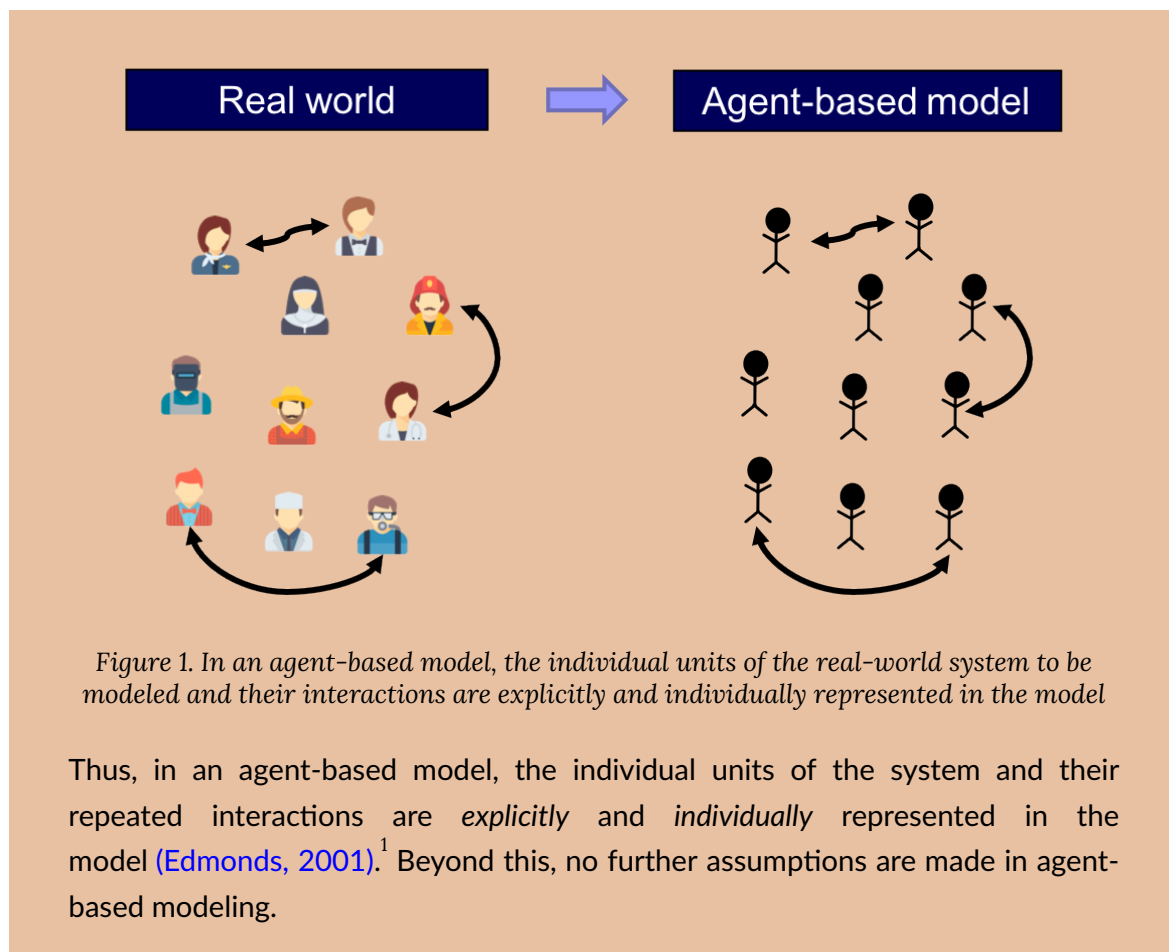 Real world
Agent-based model
Figure 1. In an agent-based model, the individual units of the real-world system to be
modeled and their interactions are explicitly and individually represented in the model
Thus, in an agent-based model, the individual units of the system and their
repeated interactions are explicitly and individually represented in the
model (Edmonds, 2001).1 Beyond this, no further assumptions are made in agent-
based modeling.